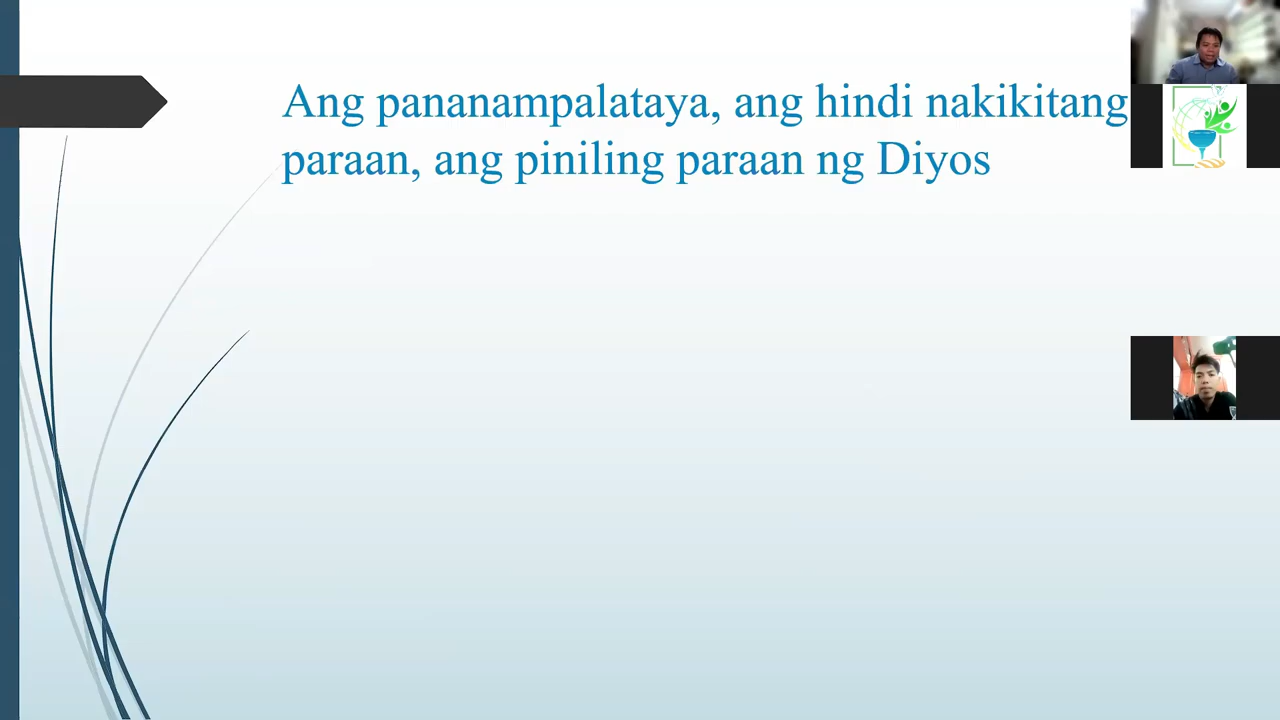 Ang pananampalataya, ang hindi nakikitang
paraan, ang piniling paraan ng Diyos